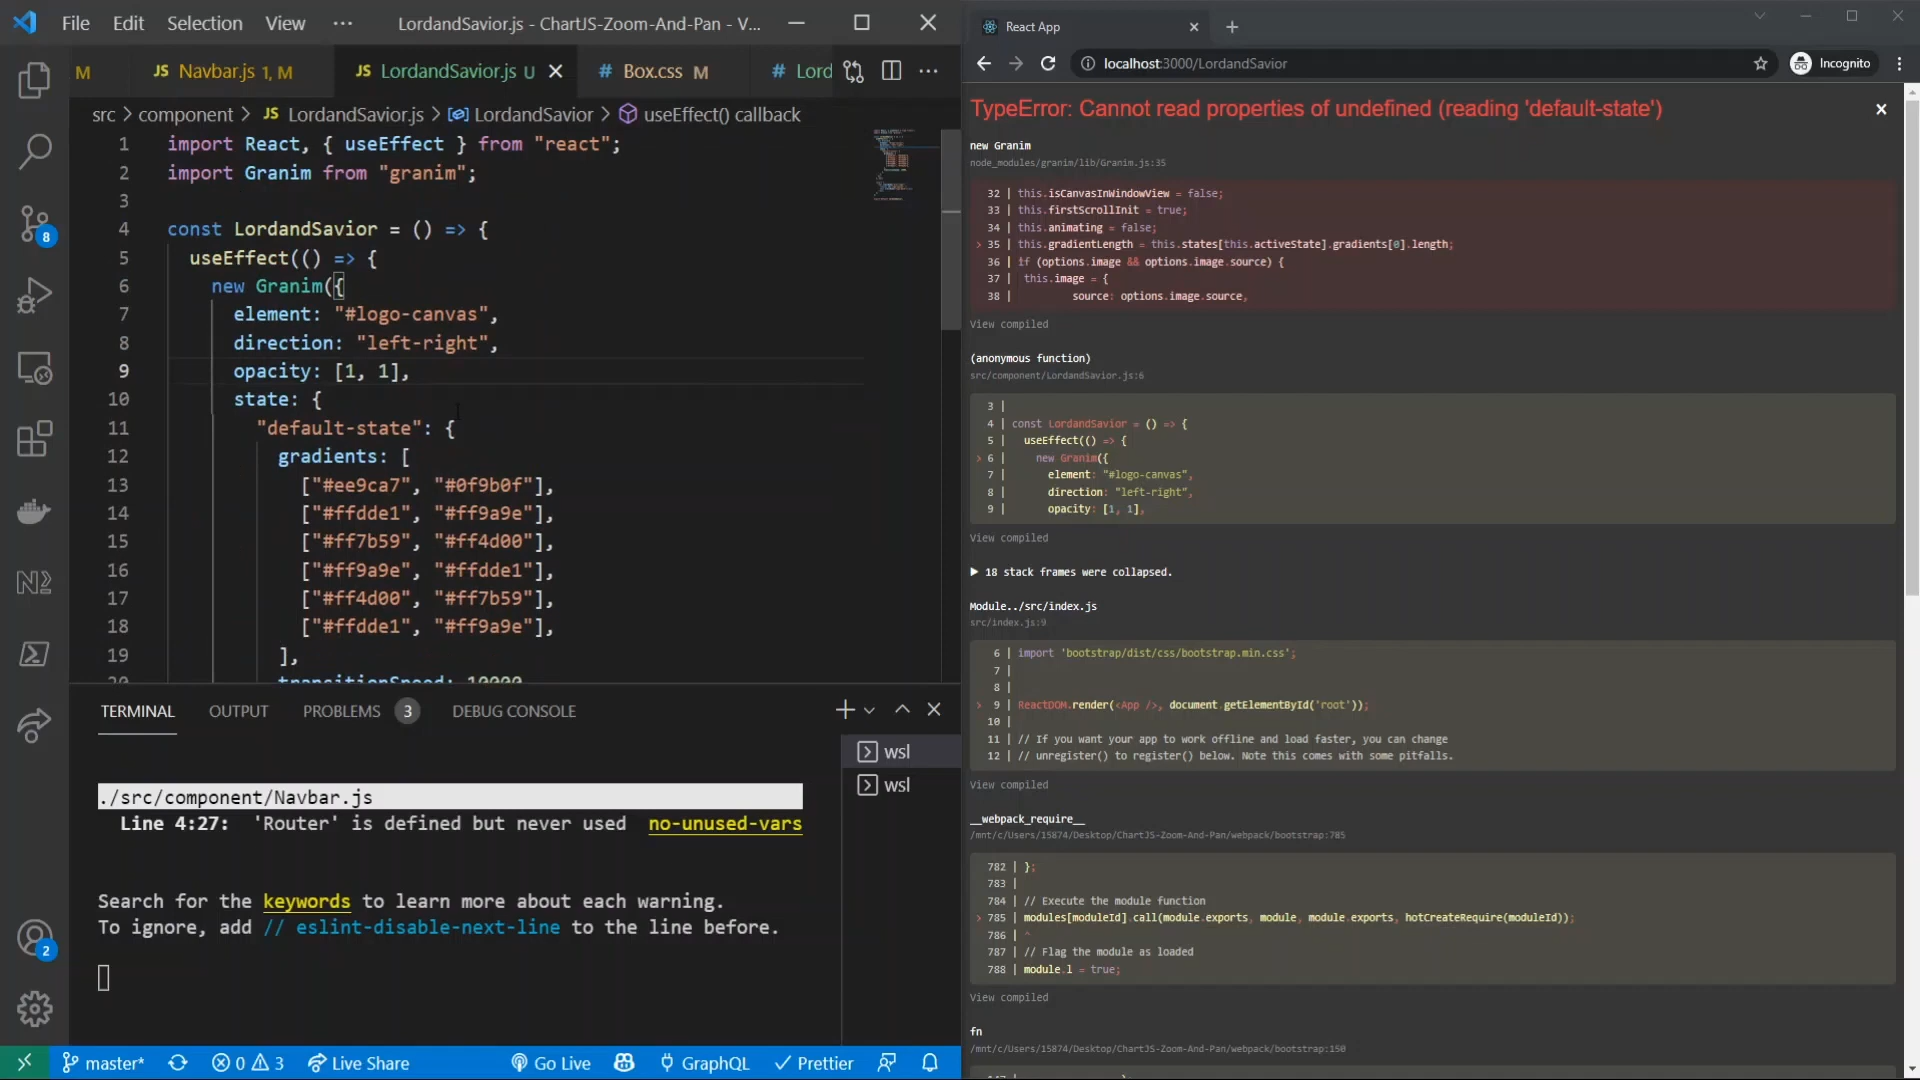 File Edit Selection View ··· LordandSavior.js - ChartJS-Zoom-And-Pan - V...
M JS Navbar.js 1, M JS LordandSavior.js U # Box.css M # Lord
src > component > JS LordandSavior.js > LordandSavior > useEffect() callback
1 import React, { useEffect } from "react";
2 import Granim from "granim";
3
4 const LordandSavior = () => {
5 useEffect(() => {
6 new Granim({
7 element: "#logo-canvas",
8 direction: "left-right",
9 opacity: [1, 1],
10 state: {
11 "default-state": {
12 gradients: [
13 ["#ee9ca7", "#0f9b0f"],
14 ["#ffdde1", "#ff9a9e"],
15 ["#ff7b59", "#ff4d00"],
16 ["#ff9a9e", "#ffdde1"],
17 ["#ff4d00", "#ff7b59"],
18 ["#ffdde1", "#ff9a9e"],
19 ],
20 transitionSpeed: 10000
8
2
TERMINAL OUTPUT PROBLEMS 3 DEBUG CONSOLE
wsl
wsl
./src/component/Navbar.js
Line 4:27: 'Router' is defined but never used no-unused-vars
Search for the keywords to learn more about each warning.
To ignore, add // eslint-disable-next-line to the line before.
master* 0 3 Live Share Go Live GraphQL Prettier
React App
localhost:3000/LordandSavior Incognito
TypeError: Cannot read properties of undefined (reading 'default-state')
new Granim
node_modules/granim/lib/Granim.js:35
32 | this.isCanvasInWindowView = false;
33 | this.firstScrollInit = true;
34 | this.animating = false;
> 35 | this.gradientLength = this.states[this.activeState].gradients[0].length;
36 | if (options.image && options.image.source) {
37 | this.image = {
38 | source: options.image.source,
View compiled
(anonymous function)
src/component/LordandSavior.js:6
3 |
4 | const LordandSavior = () => {
5 | useEffect(() => {
> 6 | new Granim({
7 | element: "#logo-canvas",
8 | direction: "left-right",
9 | opacity: [1, 1],
View compiled
▶ 18 stack frames were collapsed.
Module../src/index.js
src/index.js:9
6 | import 'bootstrap/dist/css/bootstrap.min.css';
7 |
8 |
> 9 | ReactDOM.render(<App />, document.getElementById('root'));
10 |
11 | // If you want your app to work offline and load faster, you can change
12 | // unregister() to register() below. Note this comes with some pitfalls.
View compiled
__webpack_require__
/mnt/c/Users/15874/Desktop/ChartJS-Zoom-And-Pan/webpack/bootstrap:785
782 | };
783 |
784 | // Execute the module function
> 785 | modules[moduleId].call(module.exports, module, module.exports, hotCreateRequire(moduleId));
786 | ^
787 | // Flag the module as loaded
788 | module.l = true;
View compiled
fn
/mnt/c/Users/15874/Desktop/ChartJS-Zoom-And-Pan/webpack/bootstrap:150